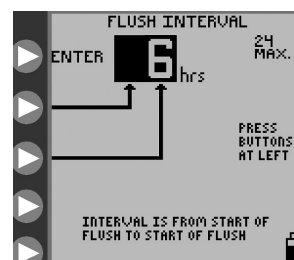 FLUSH INTERVAL
ENTER 6 hrs
24
MAX.
PRESS
BUTTONS
AT LEFT
INTERVAL IS FROM START OF
FLUSH TO START OF FLUSH